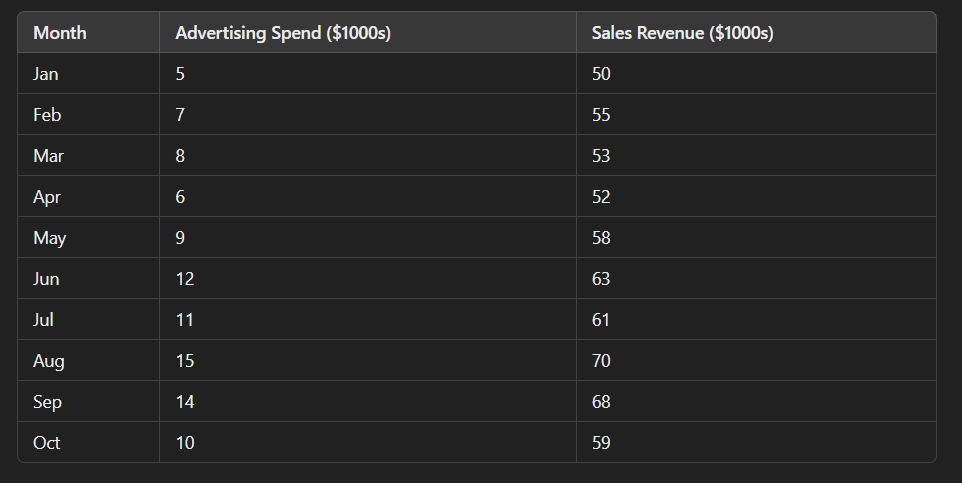 Month Advertising Spend ($1000s) Sales Revenue ($1000s)
Jan 5 50
Feb 7 55
Mar 8 53
Apr 6 52
May 9 58
Jun 12 63
Jul 11 61
Aug 15 70
Sep 14 68
Oct 10 59